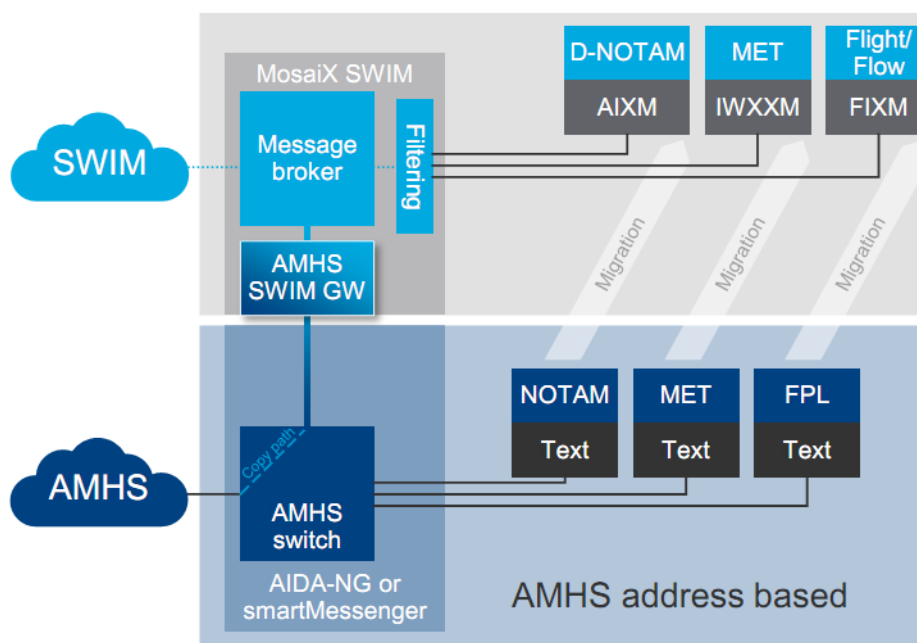 D-NOTAM
AIXM
MET
IWXXM
Flight/
Flow
FIXM
MosaiX SWIM
SWIM
Message
broker
Filtering
AMHS
SWIM GW
Migration
Migration
Migration
NOTAM
Text
MET
Text
FPL
Text
AMHS
Copy path
AMHS
switch
AIDA-NG or
smartMessenger
AMHS address based